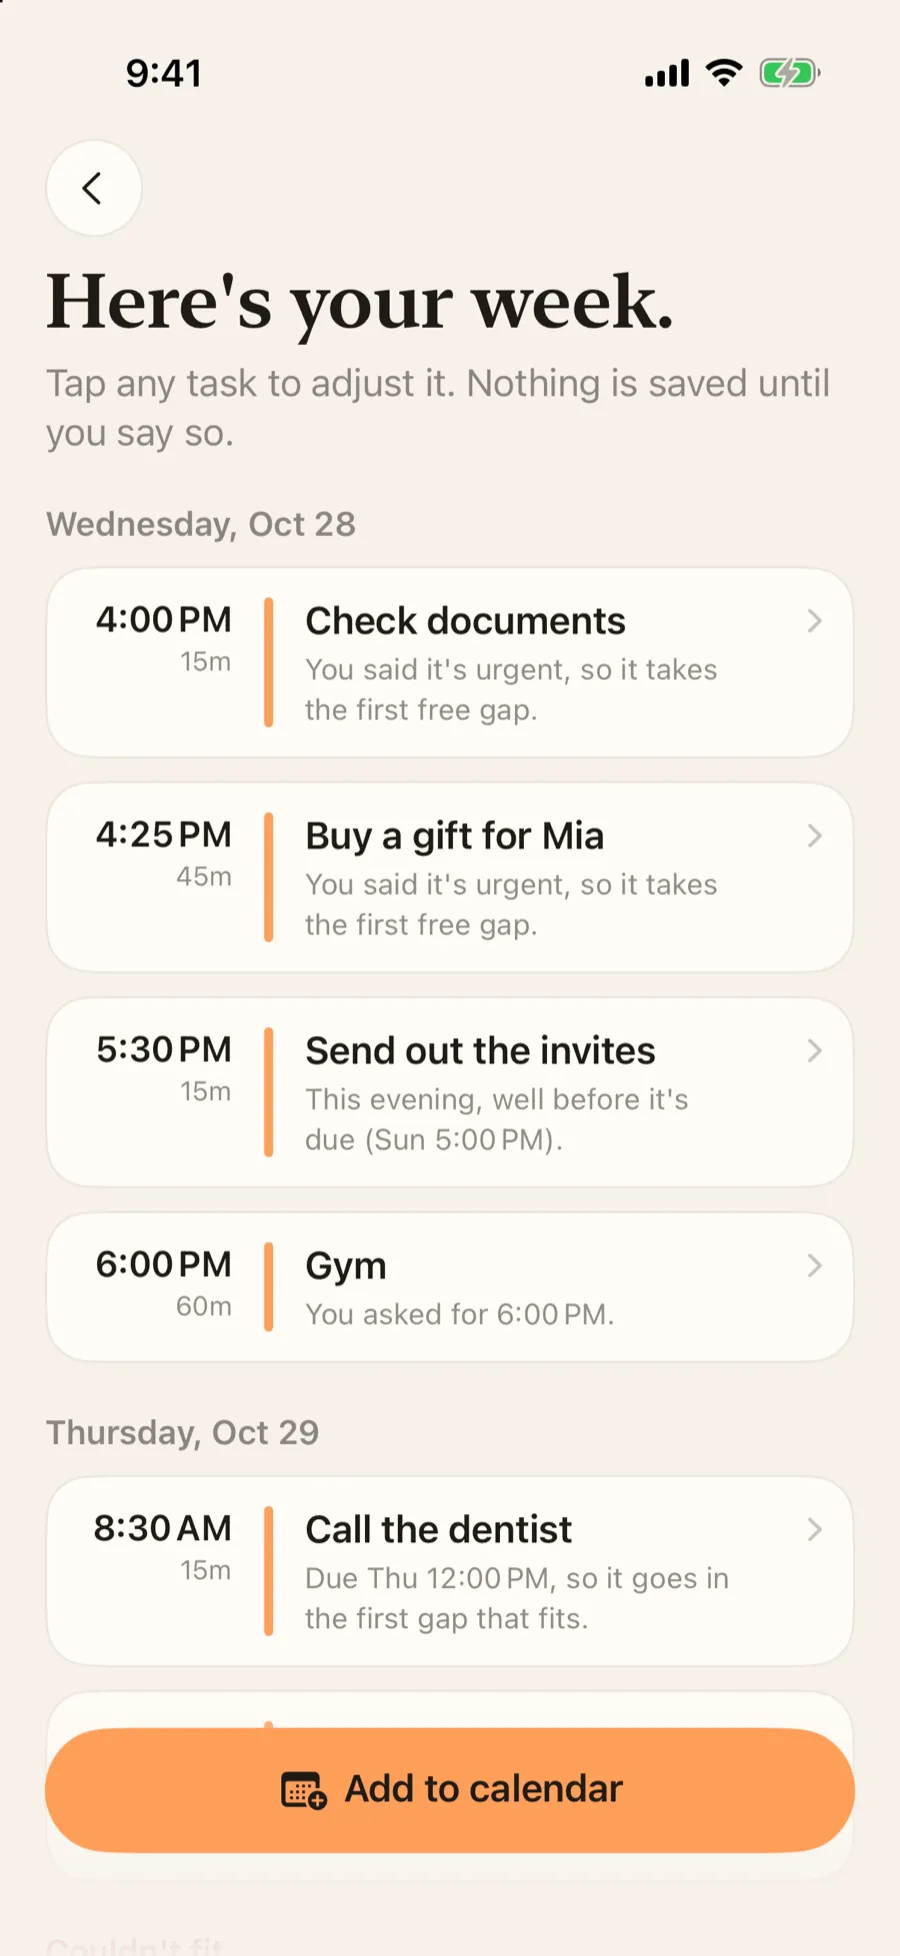 9:41
Here's your week.
Tap any task to adjust it. Nothing is saved until
you say so.
Wednesday, Oct 28
4:00 PM
15m
Check documents
You said it's urgent, so it takes
the first free gap.
4:25 PM
45m
Buy a gift for Mia
You said it's urgent, so it takes
the first free gap.
5:30 PM
15m
Send out the invites
This evening, well before it's
due (Sun 5:00 PM).
6:00 PM
60m
Gym
You asked for 6:00 PM.
Thursday, Oct 29
8:30 AM
15m
Call the dentist
Due Thu 12:00 PM, so it goes in
the first gap that fits.
Add to calendar
Couldn't fit